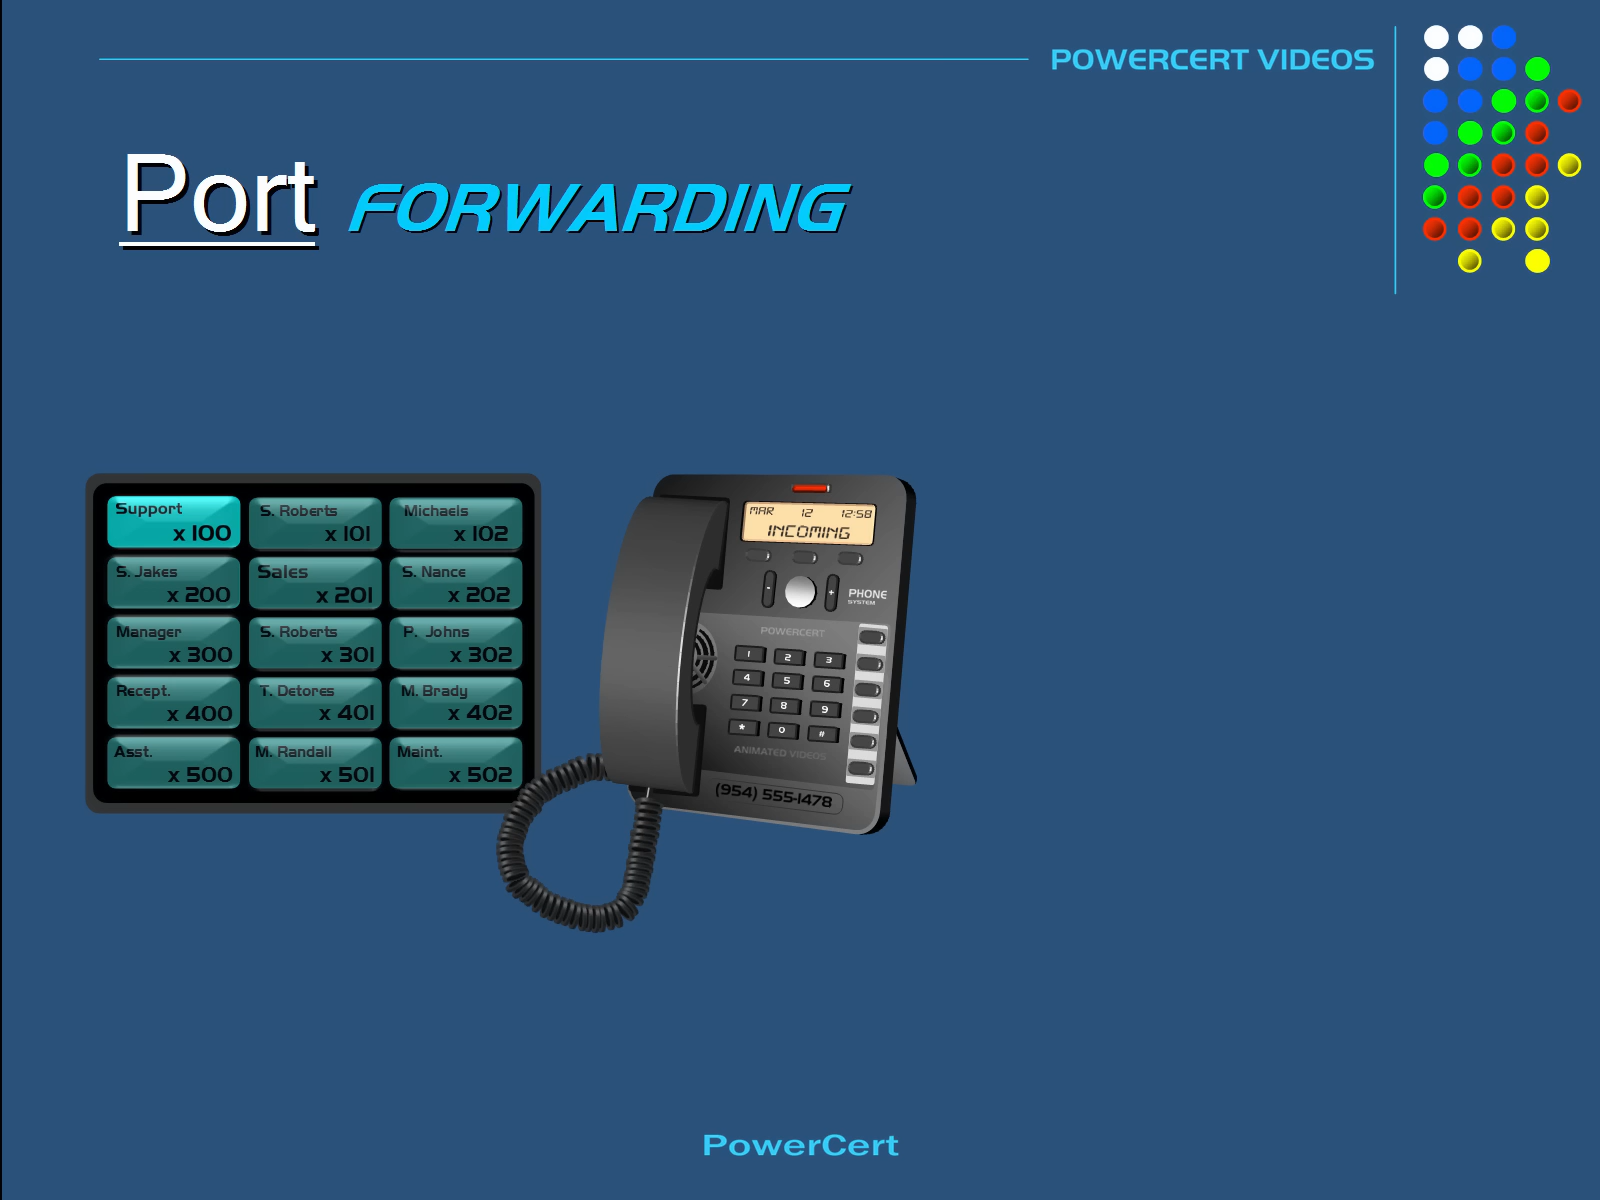 POWERCERT VIDEOS
Port FORWARDING
Support
x 100
S. Roberts
x 101
Michaels
x 102
S. Jakes
x 200
Sales
x 201
S. Nance
x 202
Manager
x 300
S. Roberts
x 301
P. Johns
x 302
Recept.
x 400
T. Detores
x 401
M. Brady
x 402
Asst.
x 500
M. Randall
x 501
Maint.
x 502
MAR 12 12:58
INCOMING
- +
PHONE
SYSTEM
POWERCERT
1 2 3
4 5 6
7 8 9
* 0 #
ANIMATED VIDEOS
(954) 555-1478
PowerCert